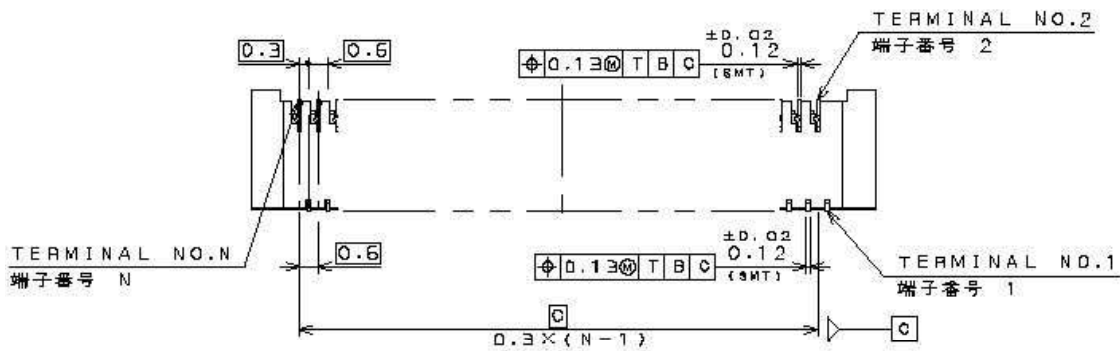 TERMINAL NO.2
端子番号 2
0.3
0.6
±0.02
0.12
(SMT)
⌖ 0.13Ⓜ T B C
TERMINAL NO.N
端子番号 N
0.6
±0.02
0.12
(SMT)
⌖ 0.13Ⓜ T B C
TERMINAL NO.1
端子番号 1
C
0.3×(N-1)
C